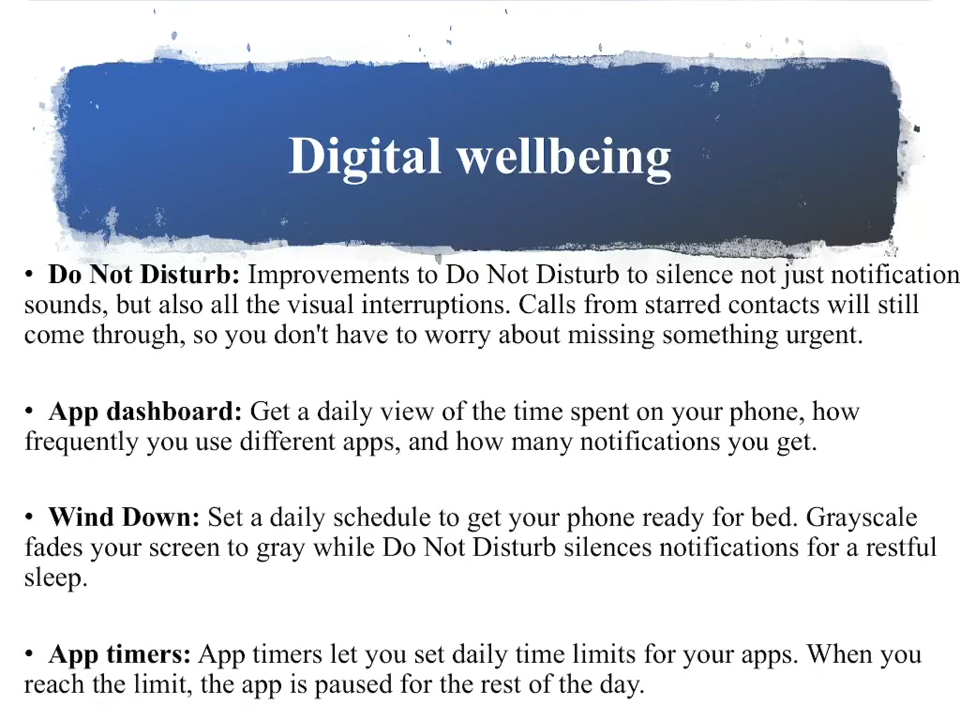 Digital wellbeing
• Do Not Disturb: Improvements to Do Not Disturb to silence not just notification
sounds, but also all the visual interruptions. Calls from starred contacts will still
come through, so you don't have to worry about missing something urgent.
• App dashboard: Get a daily view of the time spent on your phone, how
frequently you use different apps, and how many notifications you get.
• Wind Down: Set a daily schedule to get your phone ready for bed. Grayscale
fades your screen to gray while Do Not Disturb silences notifications for a restful
sleep.
• App timers: App timers let you set daily time limits for your apps. When you
reach the limit, the app is paused for the rest of the day.